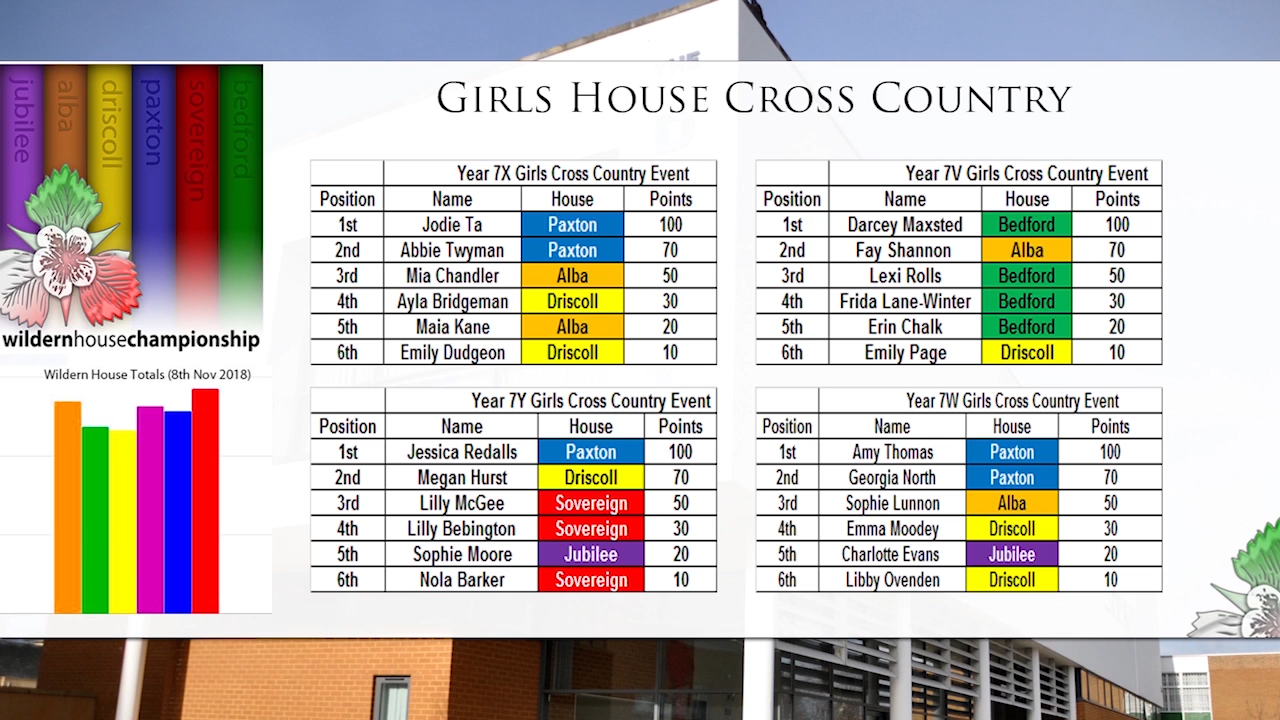 jubilee
alba
driscoll
paxton
sovereign
bedford
wildernhousechampionship
Wildern House Totals (8th Nov 2018)
GIRLS HOUSE CROSS COUNTRY
Year 7X Girls Cross Country Event
Position Name House Points
1st Jodie Ta Paxton 100
2nd Abbie Twyman Paxton 70
3rd Mia Chandler Alba 50
4th Ayla Bridgeman Driscoll 30
5th Maia Kane Alba 20
6th Emily Dudgeon Driscoll 10
Year 7V Girls Cross Country Event
Position Name House Points
1st Darcey Maxsted Bedford 100
2nd Fay Shannon Alba 70
3rd Lexi Rolls Bedford 50
4th Frida Lane-Winter Bedford 30
5th Erin Chalk Bedford 20
6th Emily Page Driscoll 10
Year 7Y Girls Cross Country Event
Position Name House Points
1st Jessica Redalls Paxton 100
2nd Megan Hurst Driscoll 70
3rd Lilly McGee Sovereign 50
4th Lilly Bebington Sovereign 30
5th Sophie Moore Jubilee 20
6th Nola Barker Sovereign 10
Year 7W Girls Cross Country Event
Position Name House Points
1st Amy Thomas Paxton 100
2nd Georgia North Paxton 70
3rd Sophie Lunnon Alba 50
4th Emma Moodey Driscoll 30
5th Charlotte Evans Jubilee 20
6th Libby Ovenden Driscoll 10